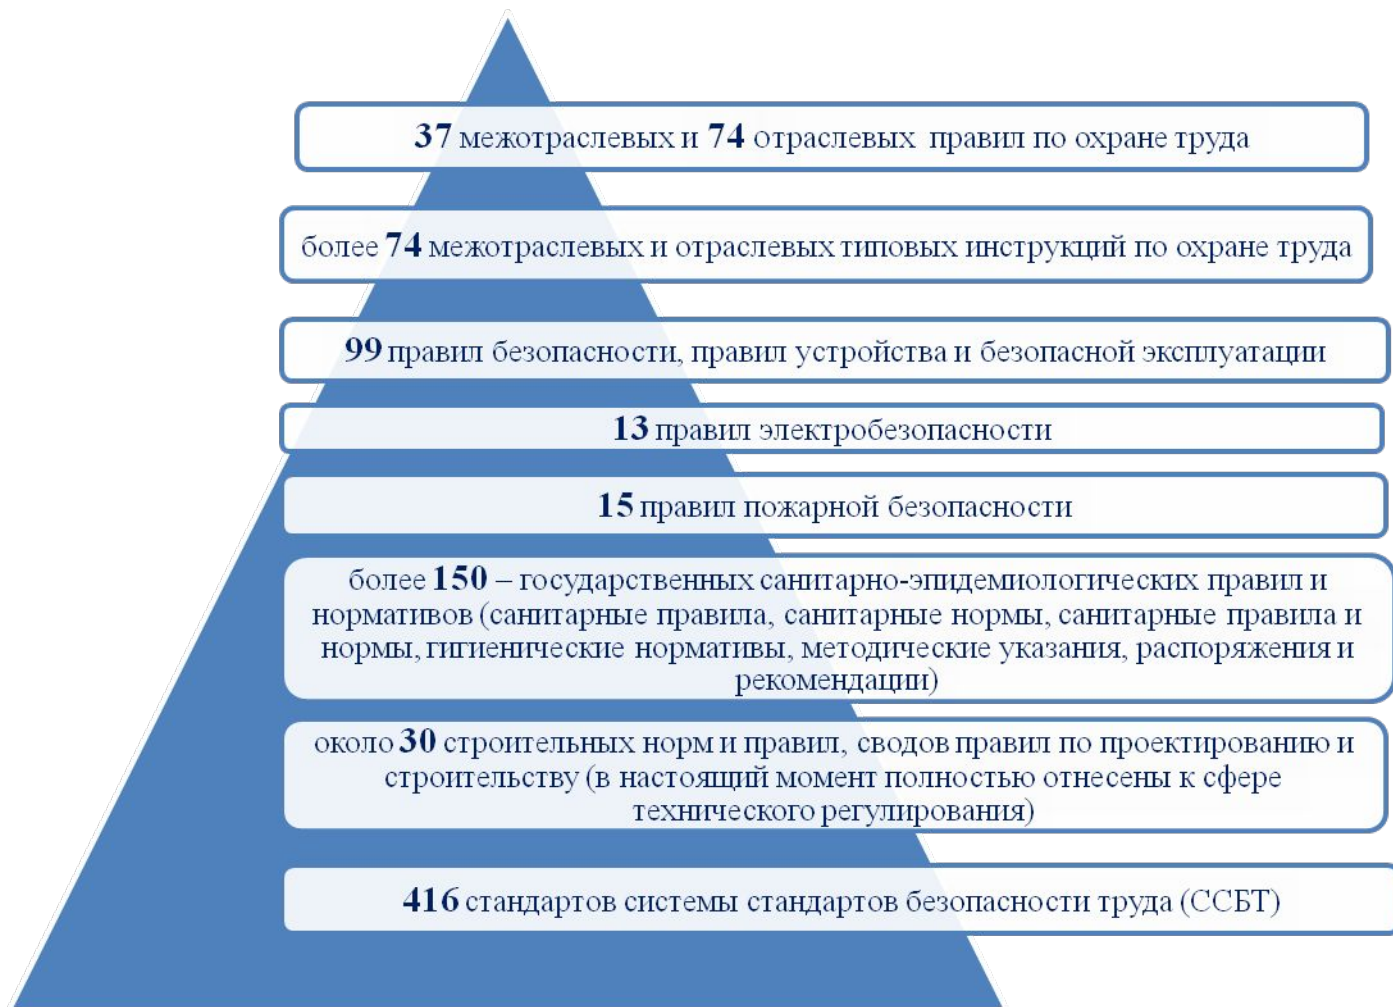 37 межотраслевых и 74 отраслевых правил по охране труда
более 74 межотраслевых и отраслевых типовых инструкций по охране труда
99 правил безопасности, правил устройства и безопасной эксплуатации
13 правил электробезопасности
15 правил пожарной безопасности
более 150 – государственных санитарно-эпидемиологических правил и
нормативов (санитарные правила, санитарные нормы, санитарные правила и
нормы, гигиенические нормативы, методические указания, распоряжения и
рекомендации)
около 30 строительных норм и правил, сводов правил по проектированию и
строительству (в настоящий момент полностью отнесены к сфере
технического регулирования)
416 стандартов системы стандартов безопасности труда (ССБТ)